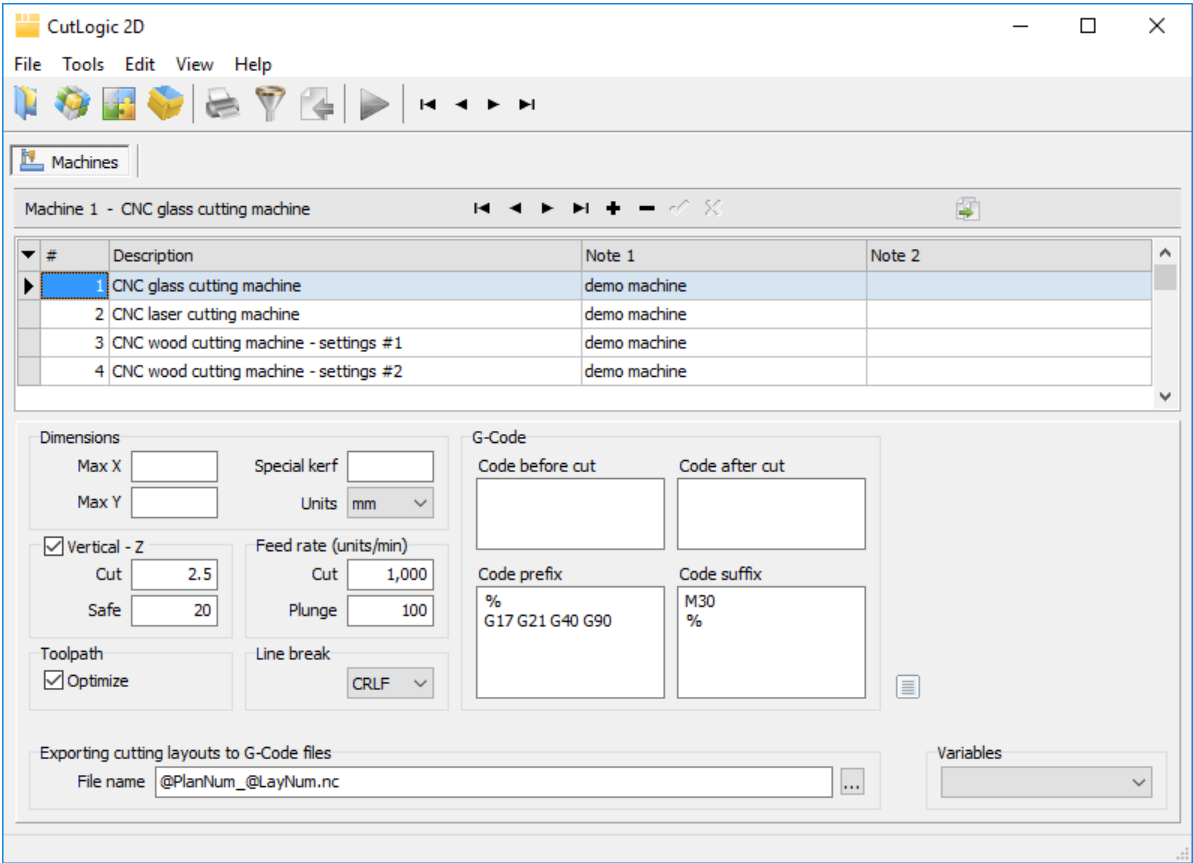 CutLogic 2D
File Tools Edit View Help
Machines
Machine 1 - CNC glass cutting machine
# Description Note 1 Note 2
1 CNC glass cutting machine demo machine
2 CNC laser cutting machine demo machine
3 CNC wood cutting machine - settings #1 demo machine
4 CNC wood cutting machine - settings #2 demo machine
Dimensions
Max X
Special kerf
Max Y
Units mm
Vertical - Z
Cut 2.5
Safe 20
Feed rate (units/min)
Cut 1,000
Plunge 100
Toolpath
Optimize
Line break
CRLF
G-Code
Code before cut
Code after cut
Code prefix
%
G17 G21 G40 G90
Code suffix
M30
%
Exporting cutting layouts to G-Code files
File name @PlanNum_@LayNum.nc
...
Variables